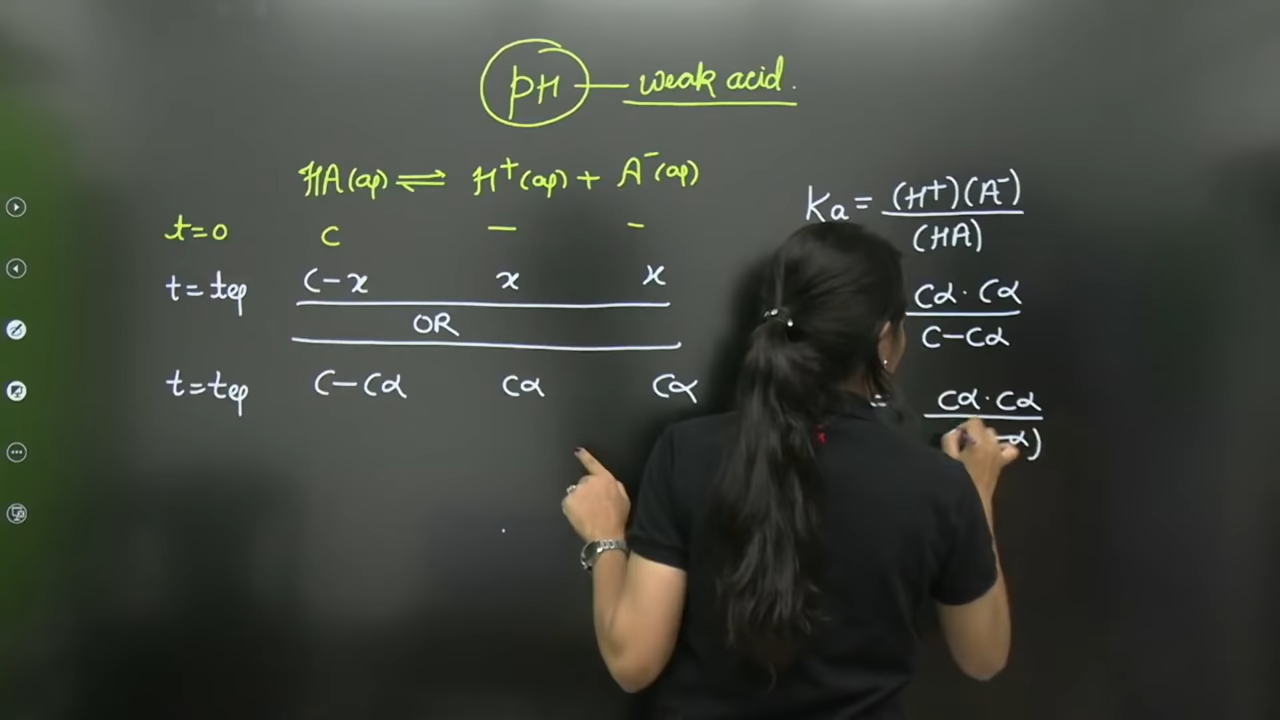 pH — weak acid.
HA(aq) ⇌ H⁺(aq) + A⁻(aq)
t=0 C — -
t=teq C-x x x
OR
t=teq C-Cα Cα Cα
Ka = (H⁺)(A⁻)
(HA)
Cα·Cα
C-Cα
= Cα·Cα
-α)